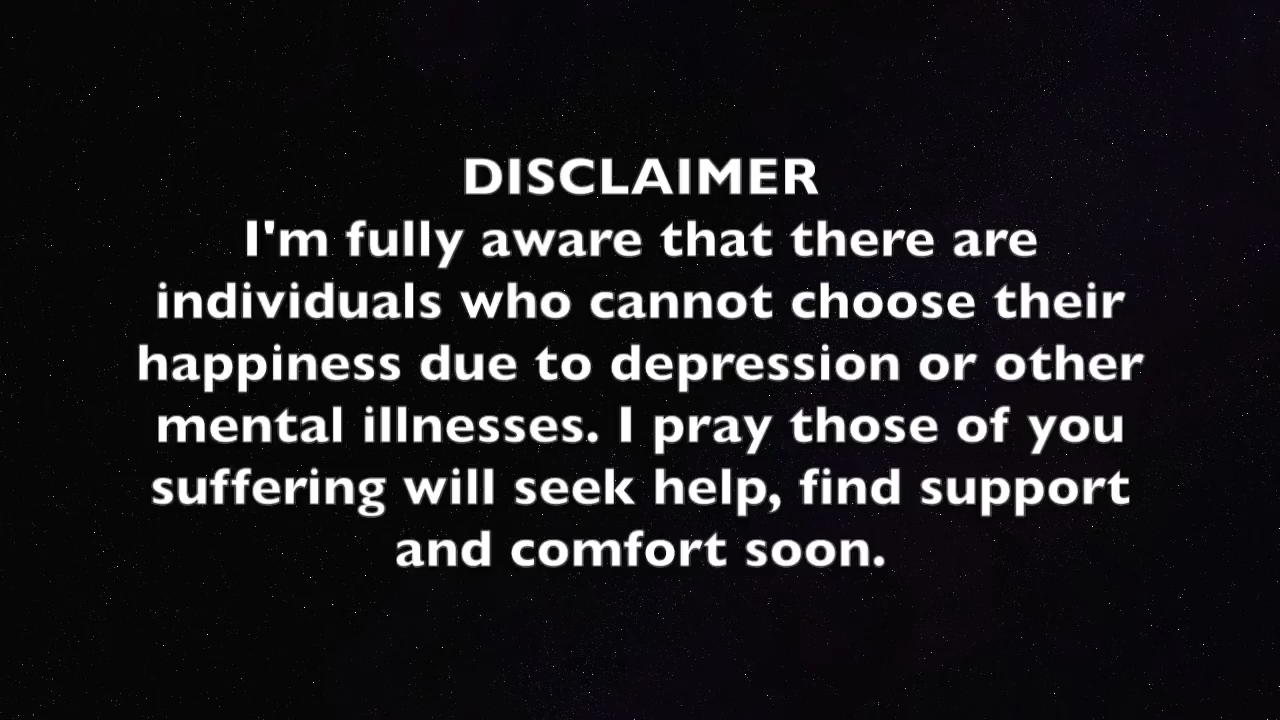 DISCLAIMER
I'm fully aware that there are
individuals who cannot choose their
happiness due to depression or other
mental illnesses. I pray those of you
suffering will seek help, find support
and comfort soon.